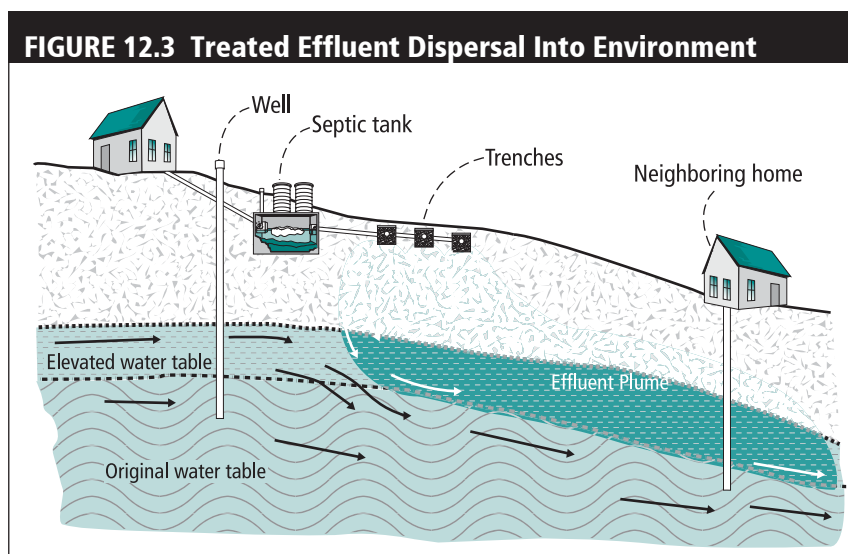 FIGURE 12.3 Treated Effluent Dispersal Into Environment
Well
Septic tank
Trenches
Neighboring home
Elevated water table
Effluent Plume
Original water table